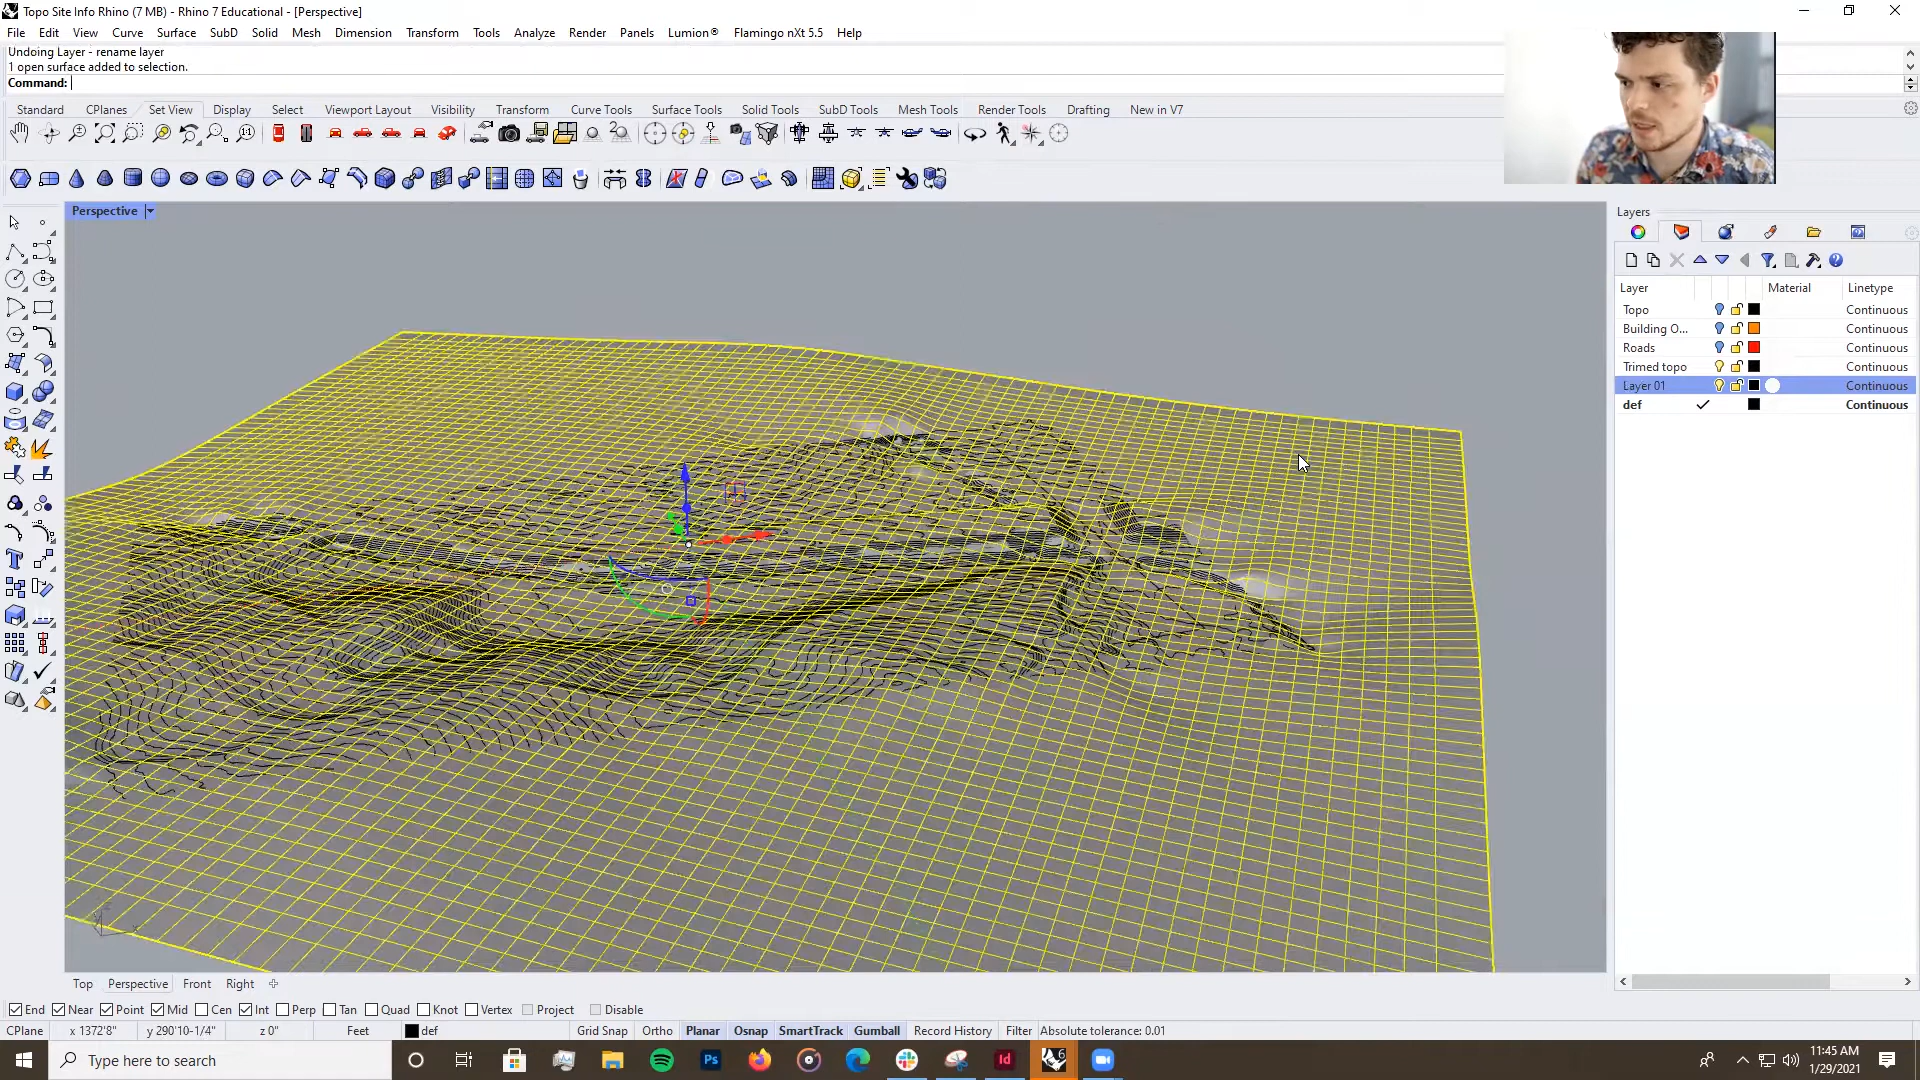 Topo Site Info Rhino (7 MB) - Rhino 7 Educational - [Perspective]
File Edit View Curve Surface SubD Solid Mesh Dimension Transform Tools Analyze Render Panels Lumion® Flamingo nXt 5.5 Help
Undoing Layer - rename layer
1 open surface added to selection.
Command:
Standard CPlanes Set View Display Select Viewport Layout Visibility Transform Curve Tools Surface Tools Solid Tools SubD Tools Mesh Tools Render Tools Drafting New in V7
Perspective
Layers
Layer Material Linetype
Topo Continuous
Building O... Continuous
Roads Continuous
Trimed topo Continuous
Layer 01 Continuous
def Continuous
Top Perspective Front Right
End Near Point Mid Cen Int Perp Tan Quad Knot Vertex Project Disable
CPlane x 1372'8" y 290'10-1/4" z 0" Feet def Grid Snap Ortho Planar Osnap SmartTrack Gumball Record History Filter Absolute tolerance: 0.01
Type here to search
Ps
Id
6
11:45 AM
1/29/2021